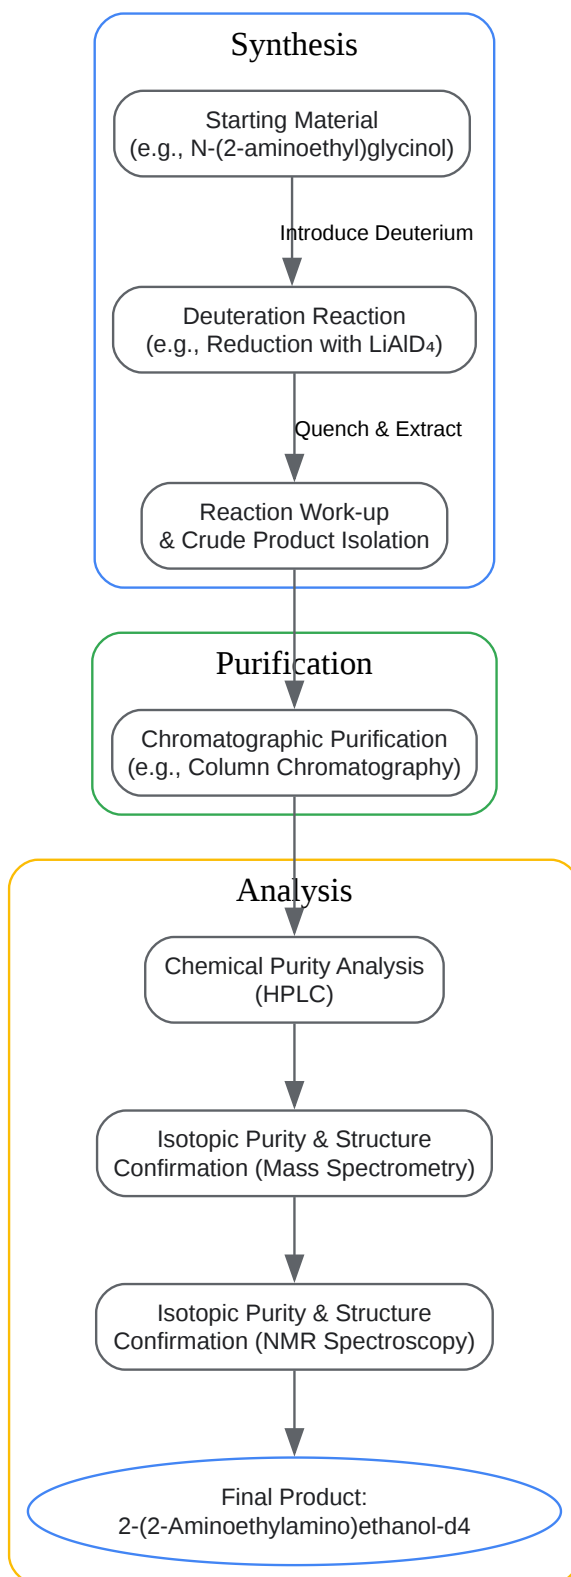 Synthesis
Starting Material
(e.g., N-(2-aminoethyl)glycinol)
Introduce Deuterium
Deuteration Reaction
(e.g., Reduction with LiAlD₄)
Quench & Extract
Reaction Work-up
& Crude Product Isolation
Purification
Chromatographic Purification
(e.g., Column Chromatography)
Analysis
Chemical Purity Analysis
(HPLC)
Isotopic Purity & Structure
Confirmation (Mass Spectrometry)
Isotopic Purity & Structure
Confirmation (NMR Spectroscopy)
Final Product:
2-(2-Aminoethylamino)ethanol-d4